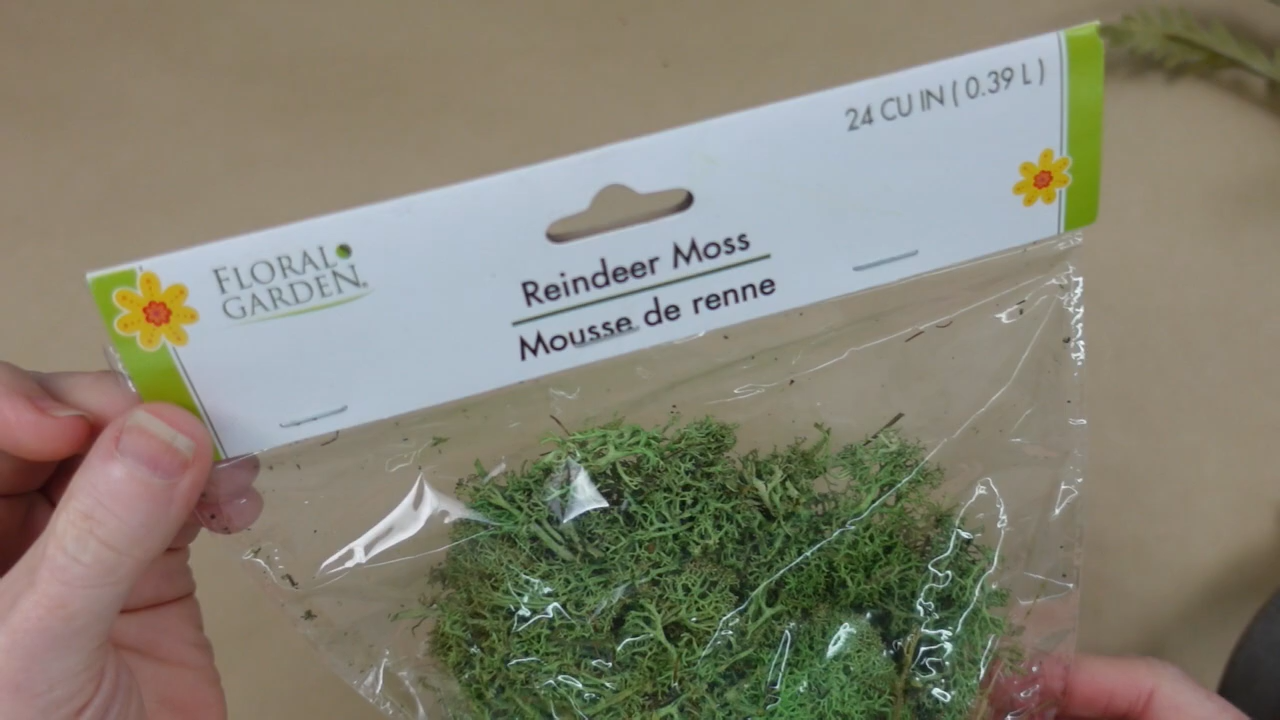 24 CU IN ( 0.39 L )
FLORAL
GARDEN®
Reindeer Moss
Mousse de renne